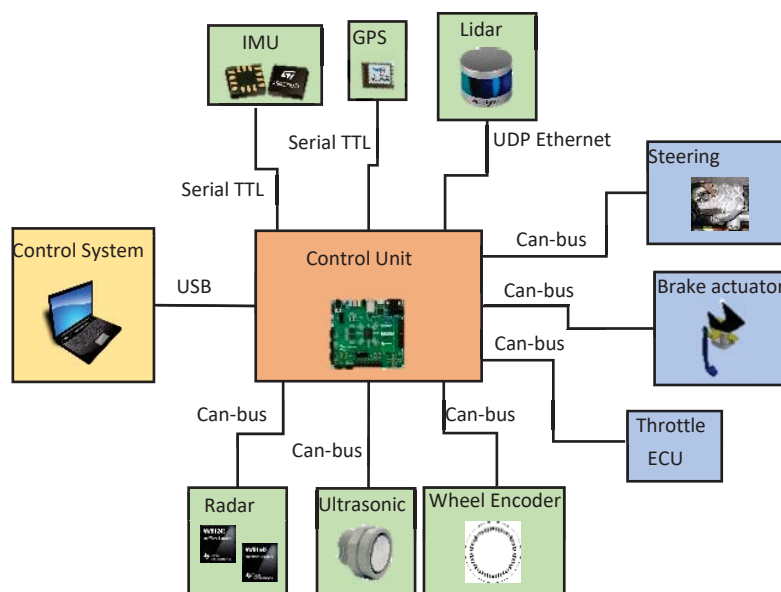 IMU
GPS
Lidar
Serial TTL
UDP Ethernet
Serial TTL
Steering
Can-bus
Control System
Control Unit
USB
Can-bus
Brake actuator
Can-bus
Can-bus
Can-bus
Can-bus
Throttle
ECU
Radar
Ultrasonic
Wheel Encoder